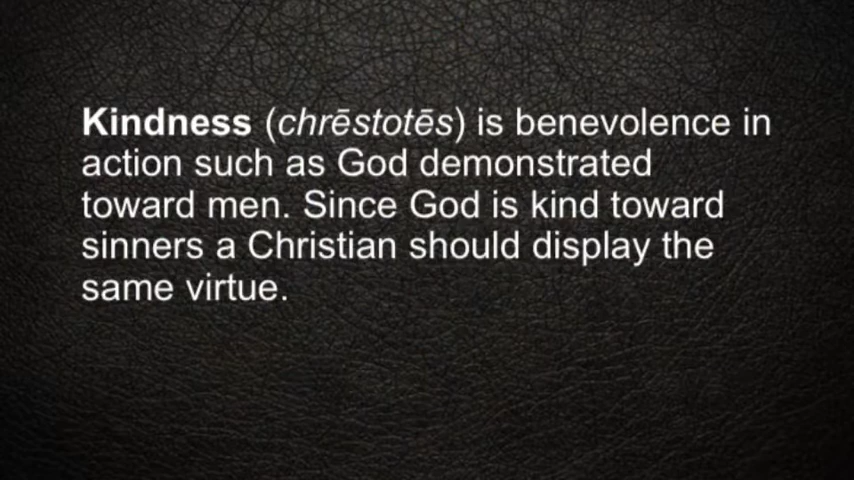 Kindness (chrēstotēs) is benevolence in
action such as God demonstrated
toward men. Since God is kind toward
sinners a Christian should display the
same virtue.